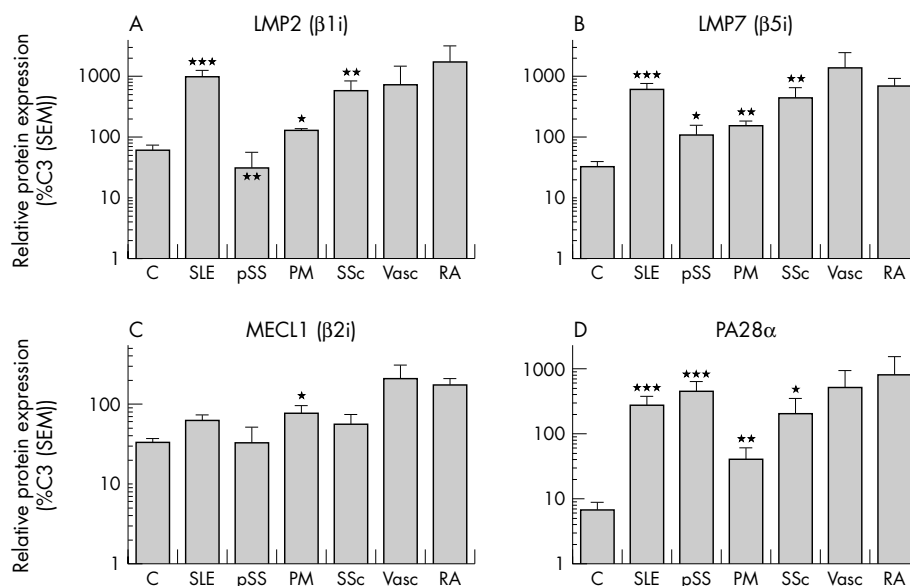 A LMP2 (β1i)
Relative protein expression
(%C3 (SEM))
1000
100
10
1
★★★
★★
★
★★
C SLE pSS PM SSc Vasc RA
B LMP7 (β5i)
1000
100
10
1
★★★
★
★★
★★
C SLE pSS PM SSc Vasc RA
C MECL1 (β2i)
Relative protein expression
(%C3 (SEM))
100
10
1
★
C SLE pSS PM SSc Vasc RA
D PA28α
1000
100
10
1
★★★
★★★
★★
★
C SLE pSS PM SSc Vasc RA